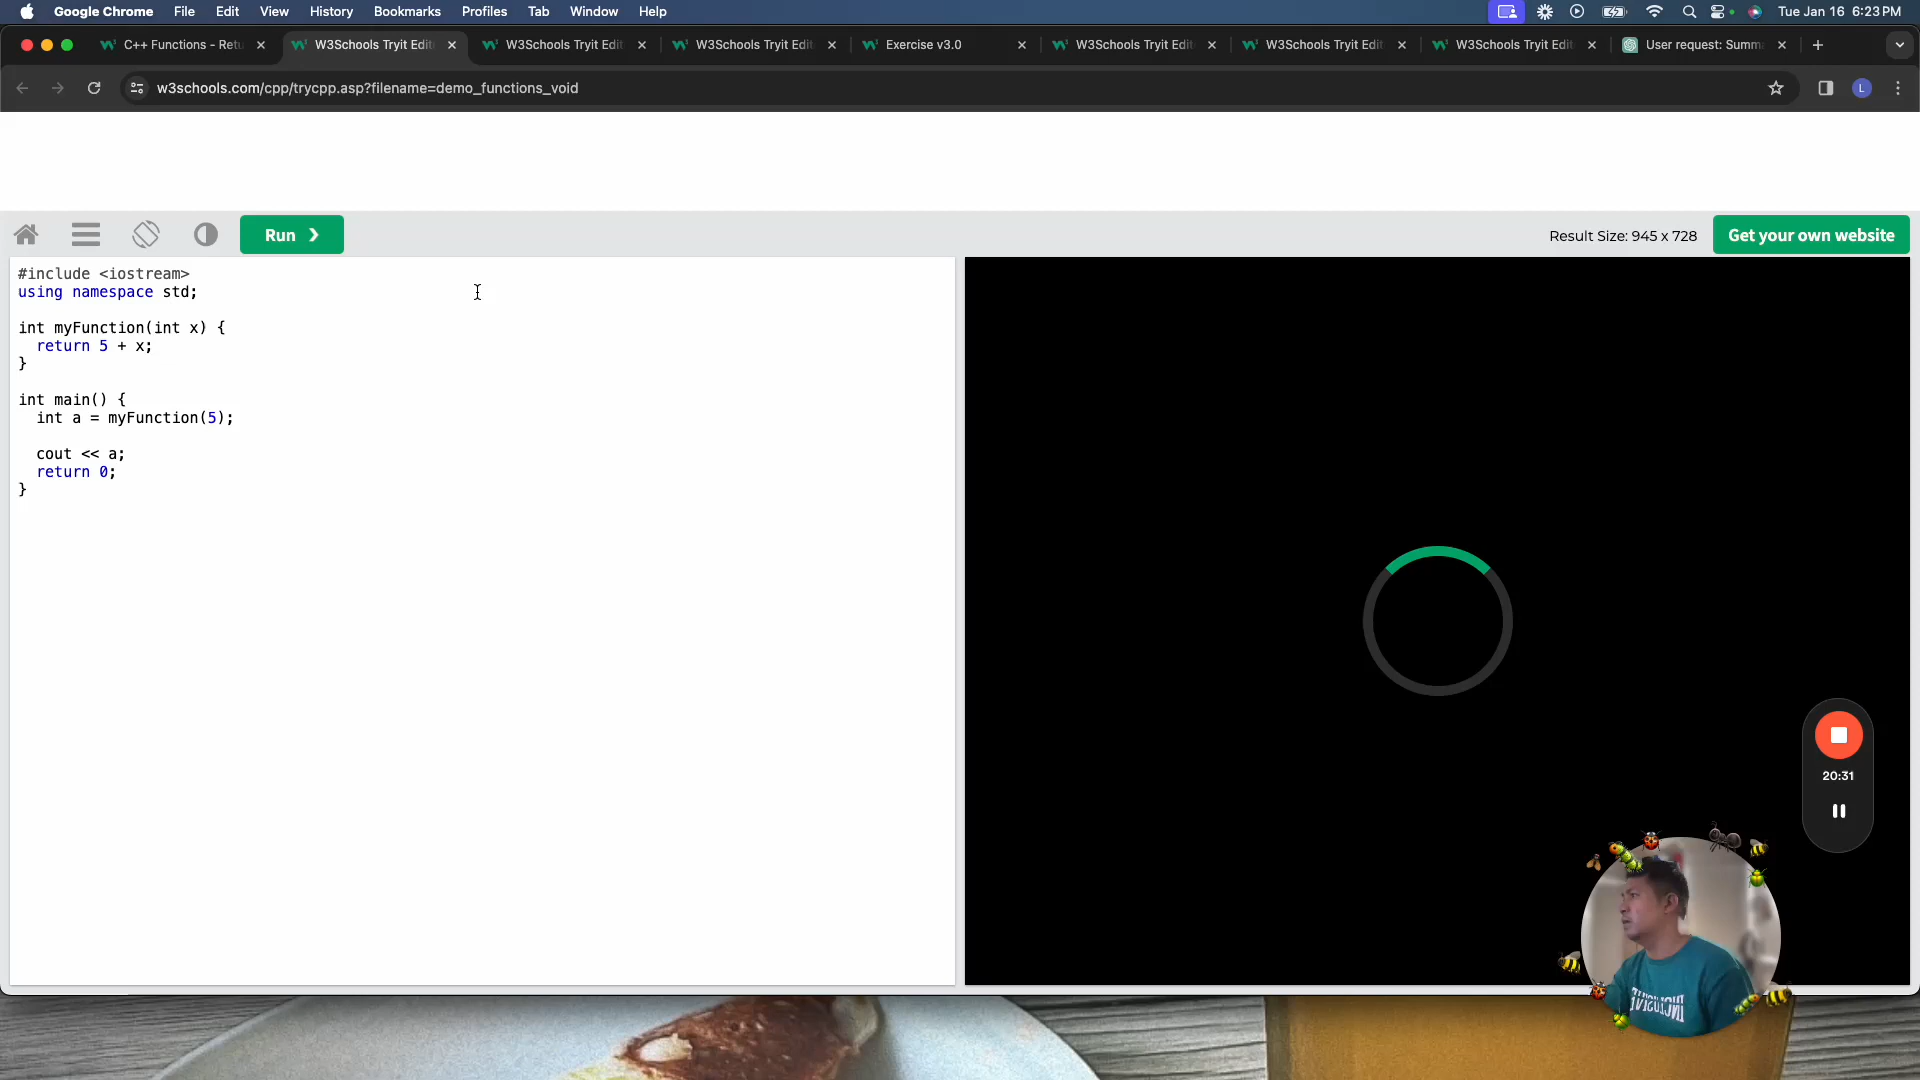 Google Chrome File Edit View History Bookmarks Profiles Tab Window Help Tue Jan 16 6:23 PM
C++ Functions - Retu W3Schools Tryit Edit W3Schools Tryit Edit W3Schools Tryit Edit Exercise v3.0 W3Schools Tryit Edit W3Schools Tryit Edit W3Schools Tryit Edit User request: Summ
w3schools.com/cpp/trycpp.asp?filename=demo_functions_void L
Run ❯ Result Size: 945 x 728 Get your own website
#include <iostream>
using namespace std;
int myFunction(int x) {
return 5 + x;
}
int main() {
int a = myFunction(5);
cout << a;
return 0;
}
20:31